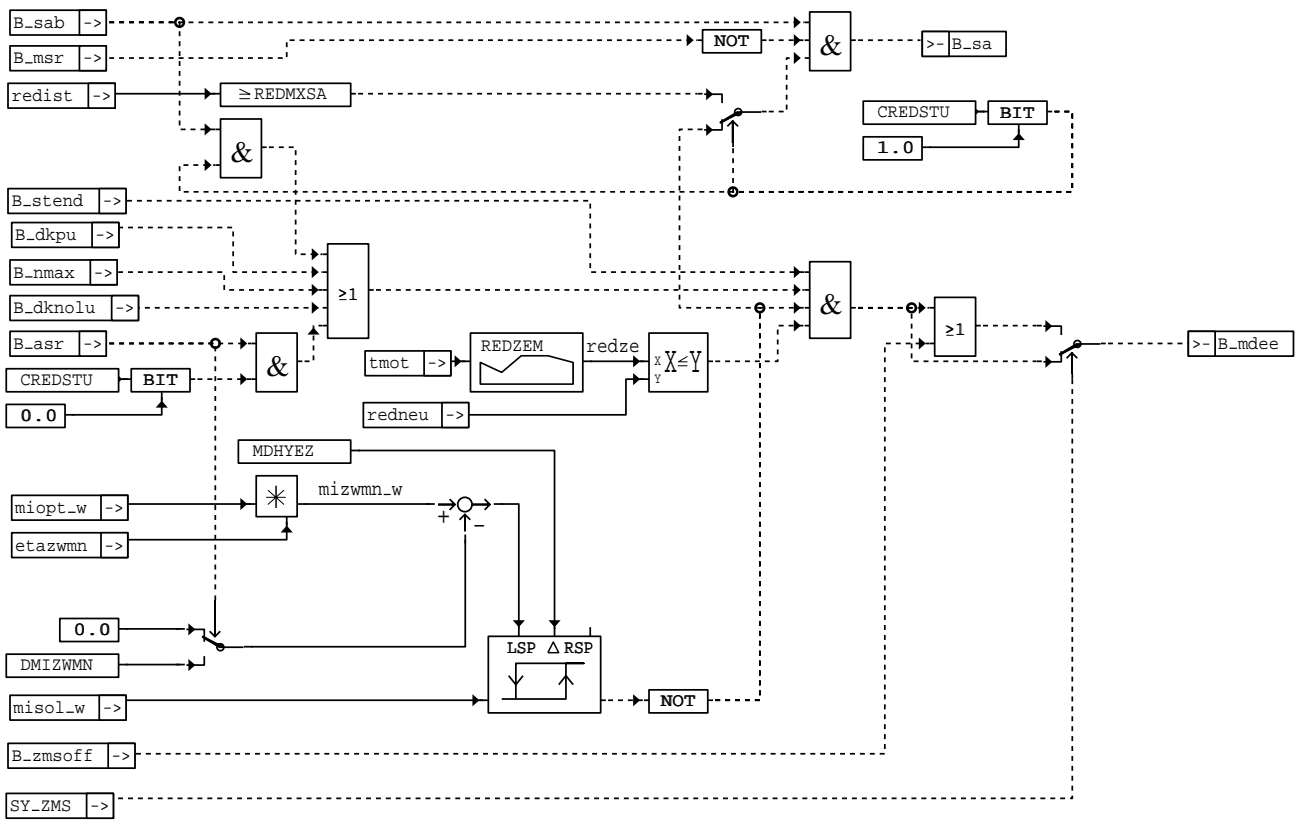 B_sab ->
B_msr ->
NOT
&
>- B_sa
redist ->
≥REDMXSA
CREDSTU
BIT
1.0
&
B_stend ->
B_dkpu ->
B_nmax ->
B_dknolu ->
≥1
&
≥1
B_asr ->
&
CREDSTU
BIT
0.0
tmot ->
REDZEM
redze
X
Y
X≤Y
redneu ->
>- B_mdee
MDHYEZ
miopt_w ->
*
mizwmn_w
+
−
etazwmn ->
0.0
DMIZWMN
LSP Δ RSP
misol_w ->
NOT
B_zmsoff ->
SY_ZMS ->